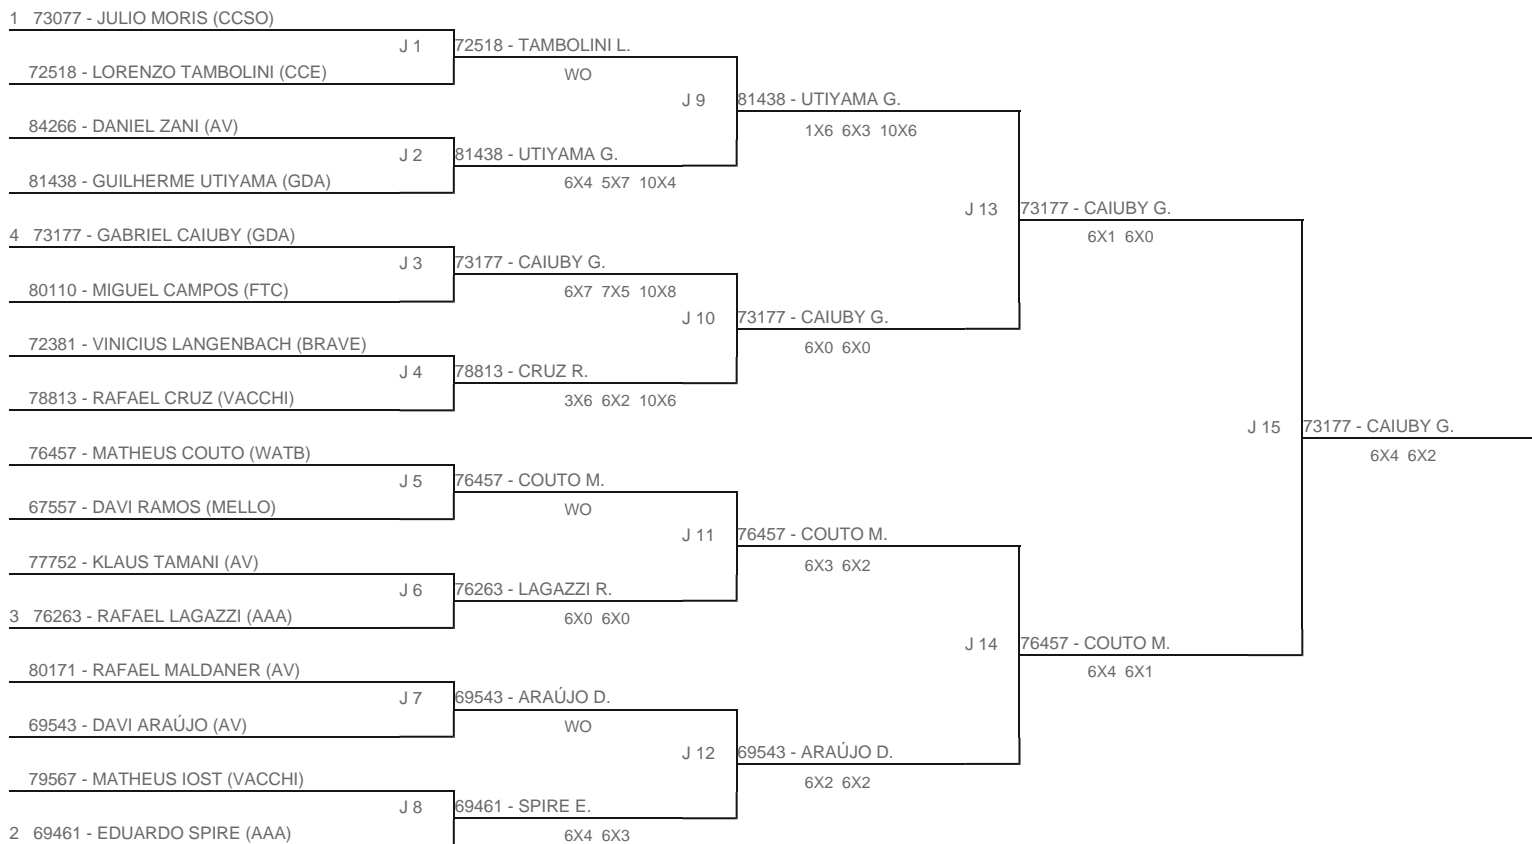 1 73077 - JULIO MORIS (CCSO)
J 1
72518 - TAMBOLINI L.
72518 - LORENZO TAMBOLINI (CCE)
WO
J 9
81438 - UTIYAMA G.
84266 - DANIEL ZANI (AV)
1X6 6X3 10X6
J 2
81438 - UTIYAMA G.
81438 - GUILHERME UTIYAMA (GDA)
6X4 5X7 10X4
J 13
73177 - CAIUBY G.
4 73177 - GABRIEL CAIUBY (GDA)
6X1 6X0
J 3
73177 - CAIUBY G.
80110 - MIGUEL CAMPOS (FTC)
6X7 7X5 10X8
J 10
73177 - CAIUBY G.
72381 - VINICIUS LANGENBACH (BRAVE)
6X0 6X0
J 4
78813 - CRUZ R.
78813 - RAFAEL CRUZ (VACCHI)
3X6 6X2 10X6
J 15
73177 - CAIUBY G.
76457 - MATHEUS COUTO (WATB)
6X4 6X2
J 5
76457 - COUTO M.
67557 - DAVI RAMOS (MELLO)
WO
J 11
76457 - COUTO M.
77752 - KLAUS TAMANI (AV)
6X3 6X2
J 6
76263 - LAGAZZI R.
3 76263 - RAFAEL LAGAZZI (AAA)
6X0 6X0
J 14
76457 - COUTO M.
80171 - RAFAEL MALDANER (AV)
6X4 6X1
J 7
69543 - ARAÚJO D.
69543 - DAVI ARAÚJO (AV)
WO
J 12
69543 - ARAÚJO D.
79567 - MATHEUS IOST (VACCHI)
6X2 6X2
J 8
69461 - SPIRE E.
2 69461 - EDUARDO SPIRE (AAA)
6X4 6X3